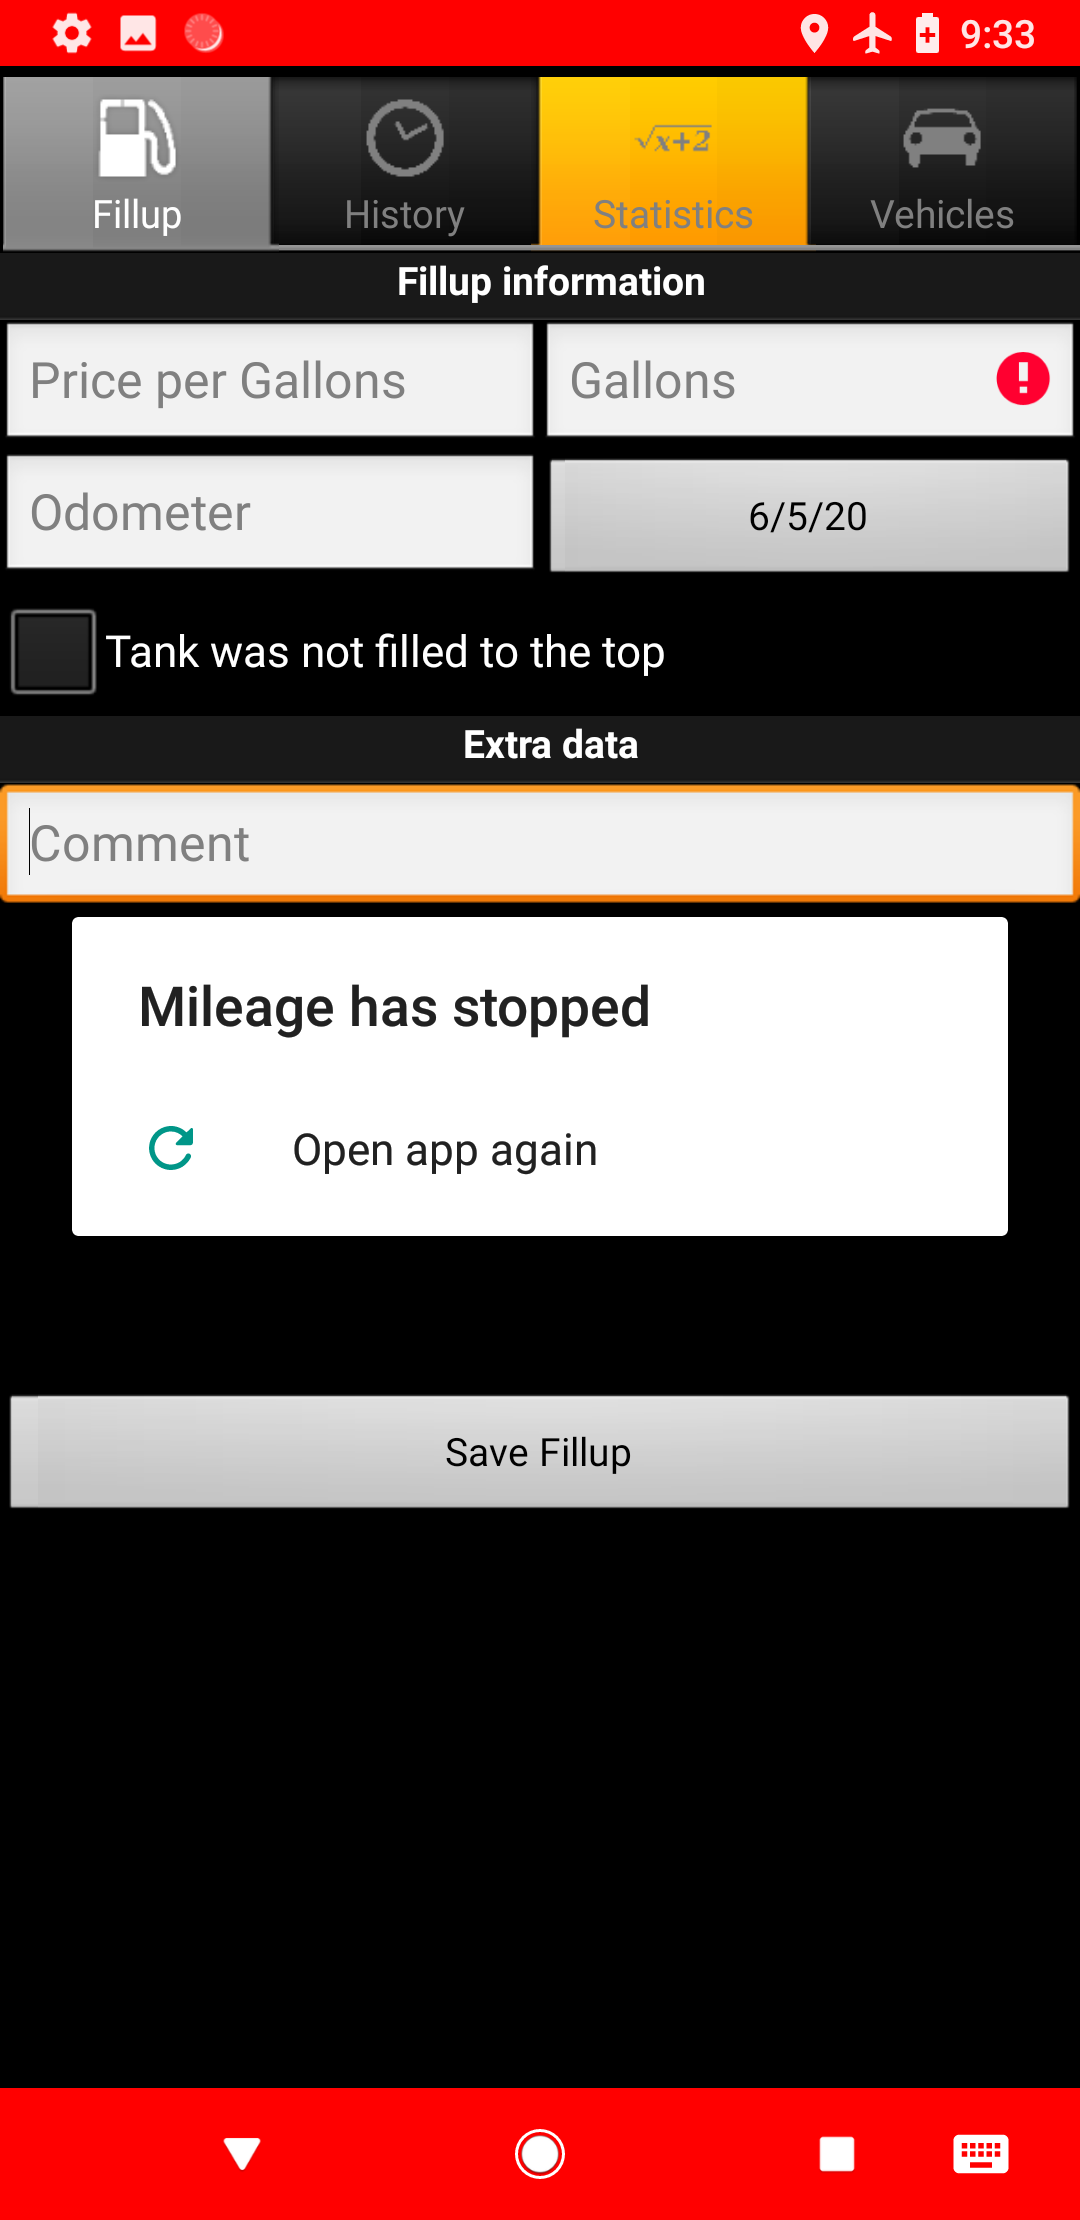 9:33
Fillup
History
√x+2
Statistics
Vehicles
Fillup information
Price per Gallons
Gallons
Odometer
6/5/20
Tank was not filled to the top
Extra data
Comment
Mileage has stopped
Open app again
Save Fillup